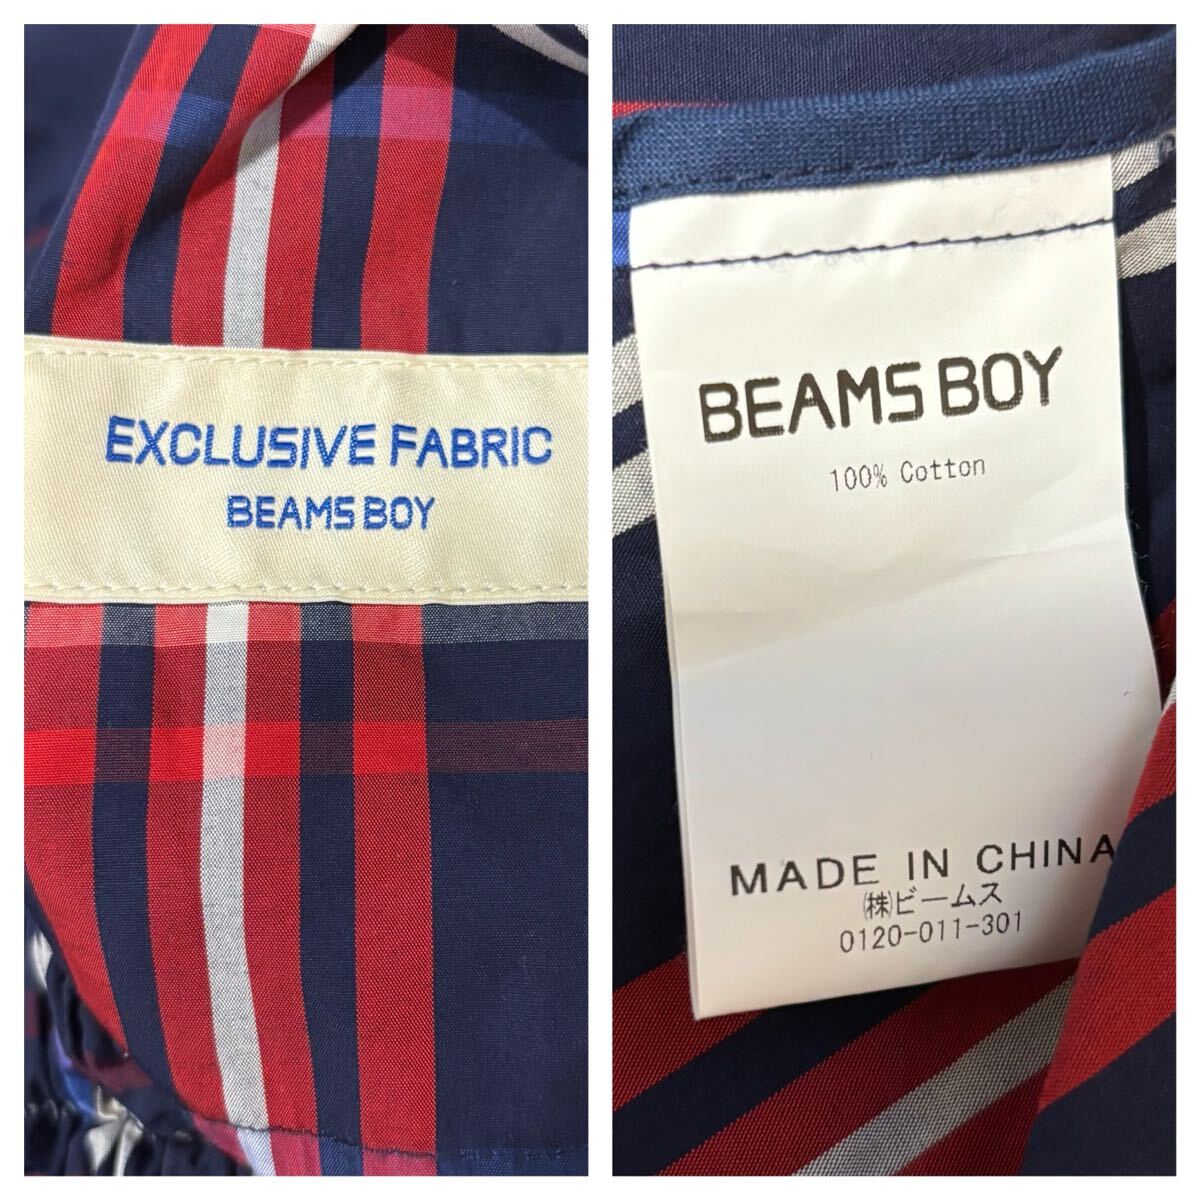 EXCLUSIVE FABRIC
BEAMS BOY
BEAMS BOY
100% Cotton
MADE IN CHINA
㈱ビームス
0120-011-301